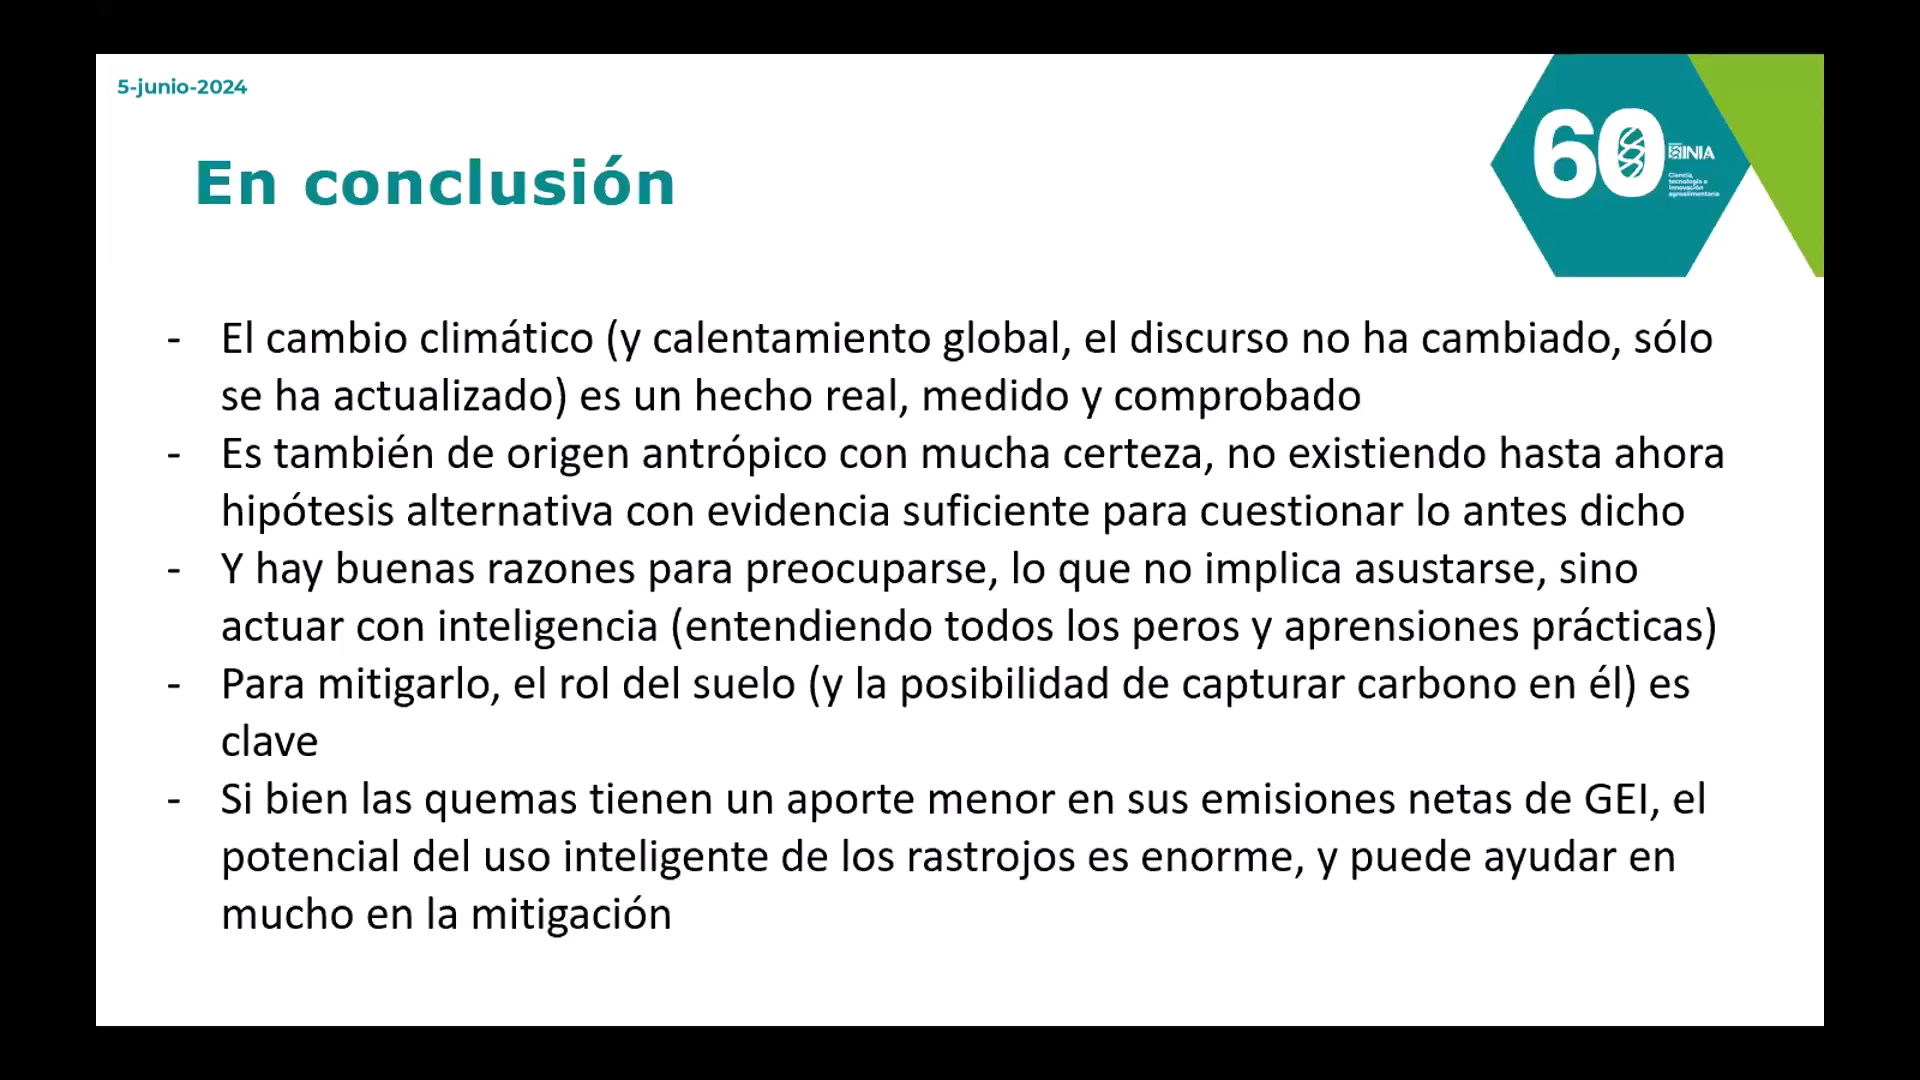 5-junio-2024
60
INIA
Ciencia,
tecnología e
innovación
agroalimentaria
En conclusión
- El cambio climático (y calentamiento global, el discurso no ha cambiado, sólo
se ha actualizado) es un hecho real, medido y comprobado
- Es también de origen antrópico con mucha certeza, no existiendo hasta ahora
hipótesis alternativa con evidencia suficiente para cuestionar lo antes dicho
- Y hay buenas razones para preocuparse, lo que no implica asustarse, sino
actuar con inteligencia (entendiendo todos los peros y aprensiones prácticas)
- Para mitigarlo, el rol del suelo (y la posibilidad de capturar carbono en él) es
clave
- Si bien las quemas tienen un aporte menor en sus emisiones netas de GEI, el
potencial del uso inteligente de los rastrojos es enorme, y puede ayudar en
mucho en la mitigación